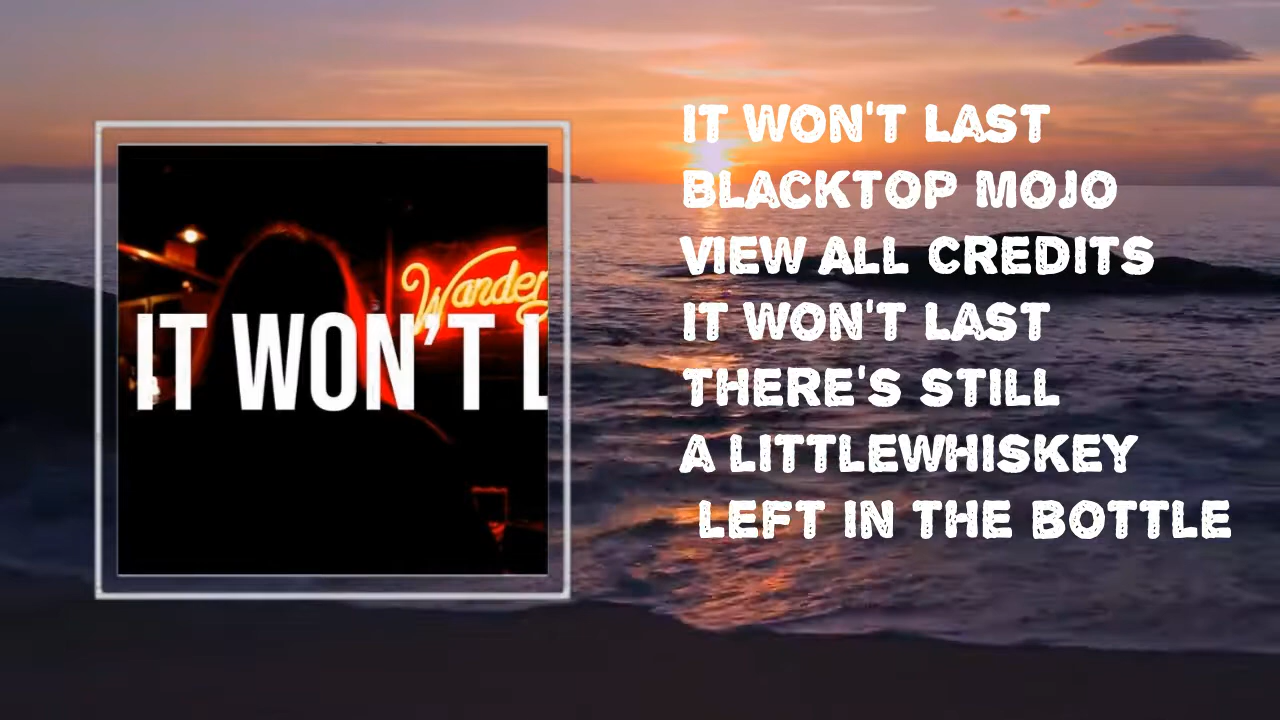 IT WON'T LAST
BLACKTOP MOJO
VIEW ALL CREDITS
IT WON'T LAST
THERE'S STILL
A LITTLEWHISKEY
LEFT IN THE BOTTLE
Wander
IT WON'T L